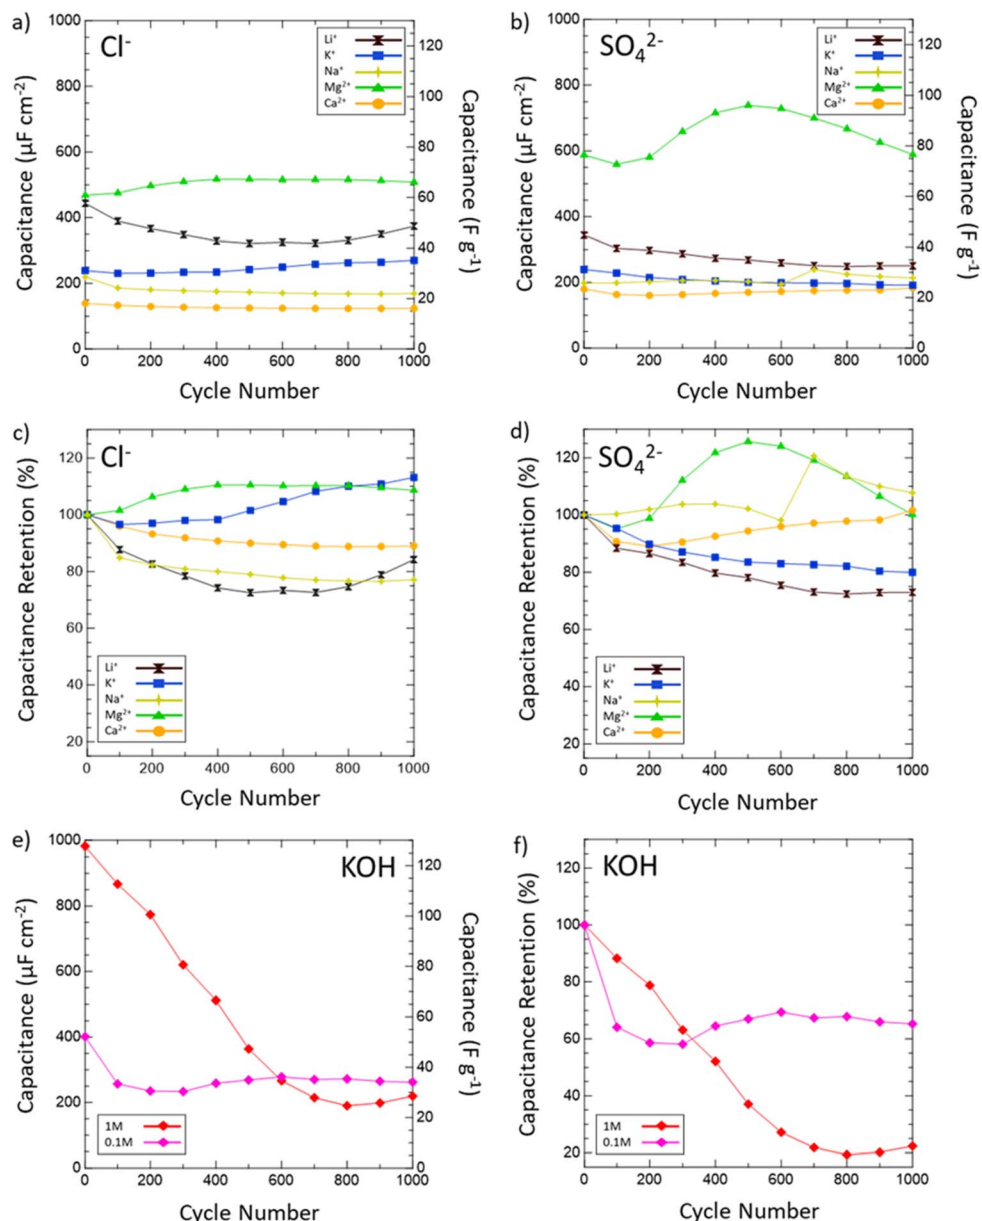 a)
Cl⁻
Li⁺
K⁺
Na⁺
Mg²⁺
Ca²⁺
1000
800
600
400
200
0
Capacitance (µF cm⁻²)
120
100
80
60
40
20
0
Capacitance (F g⁻¹)
0 200 400 600 800 1000
Cycle Number
b)
SO₄²⁻
Li⁺
K⁺
Na⁺
Mg²⁺
Ca²⁺
1000
800
600
400
200
0
Capacitance (µF cm⁻²)
120
100
80
60
40
20
0
Capacitance (F g⁻¹)
0 200 400 600 800 1000
Cycle Number
c)
Cl⁻
120
100
80
60
40
20
Capacitance Retention (%)
Li⁺
K⁺
Na⁺
Mg²⁺
Ca²⁺
0 200 400 600 800 1000
Cycle Number
d)
SO₄²⁻
120
100
80
60
40
20
Capacitance Retention (%)
Li⁺
K⁺
Na⁺
Mg²⁺
Ca²⁺
0 200 400 600 800 1000
Cycle Number
e)
KOH
1000
800
600
400
200
0
Capacitance (µF cm⁻²)
120
100
80
60
40
20
0
Capacitance (F g⁻¹)
1M
0.1M
0 200 400 600 800 1000
Cycle Number
f)
KOH
120
100
80
60
40
20
Capacitance Retention (%)
1M
0.1M
0 200 400 600 800 1000
Cycle Number